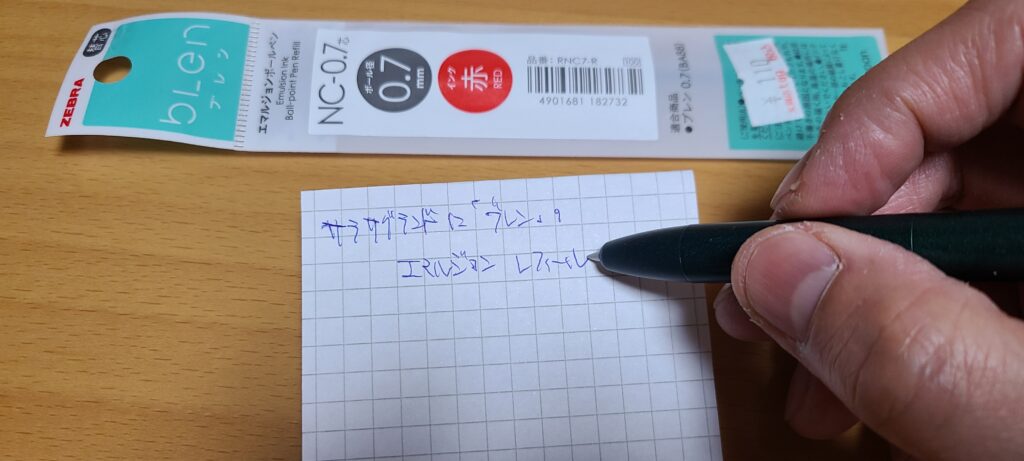 ZEBRA
替芯
bLen
ブレン
エマルジョンボールペン
Emulsion Ink
Ball-point Pen Refill
NC-0.7芯
ボール径
0.7
mm
インク
赤
RED
品番: RNC7-R
100
4901681 182732
適合商品
●ブレン 0.7(BA88)
¥110
サラサグランドに「ブレン」の
エマルジョン レフィール